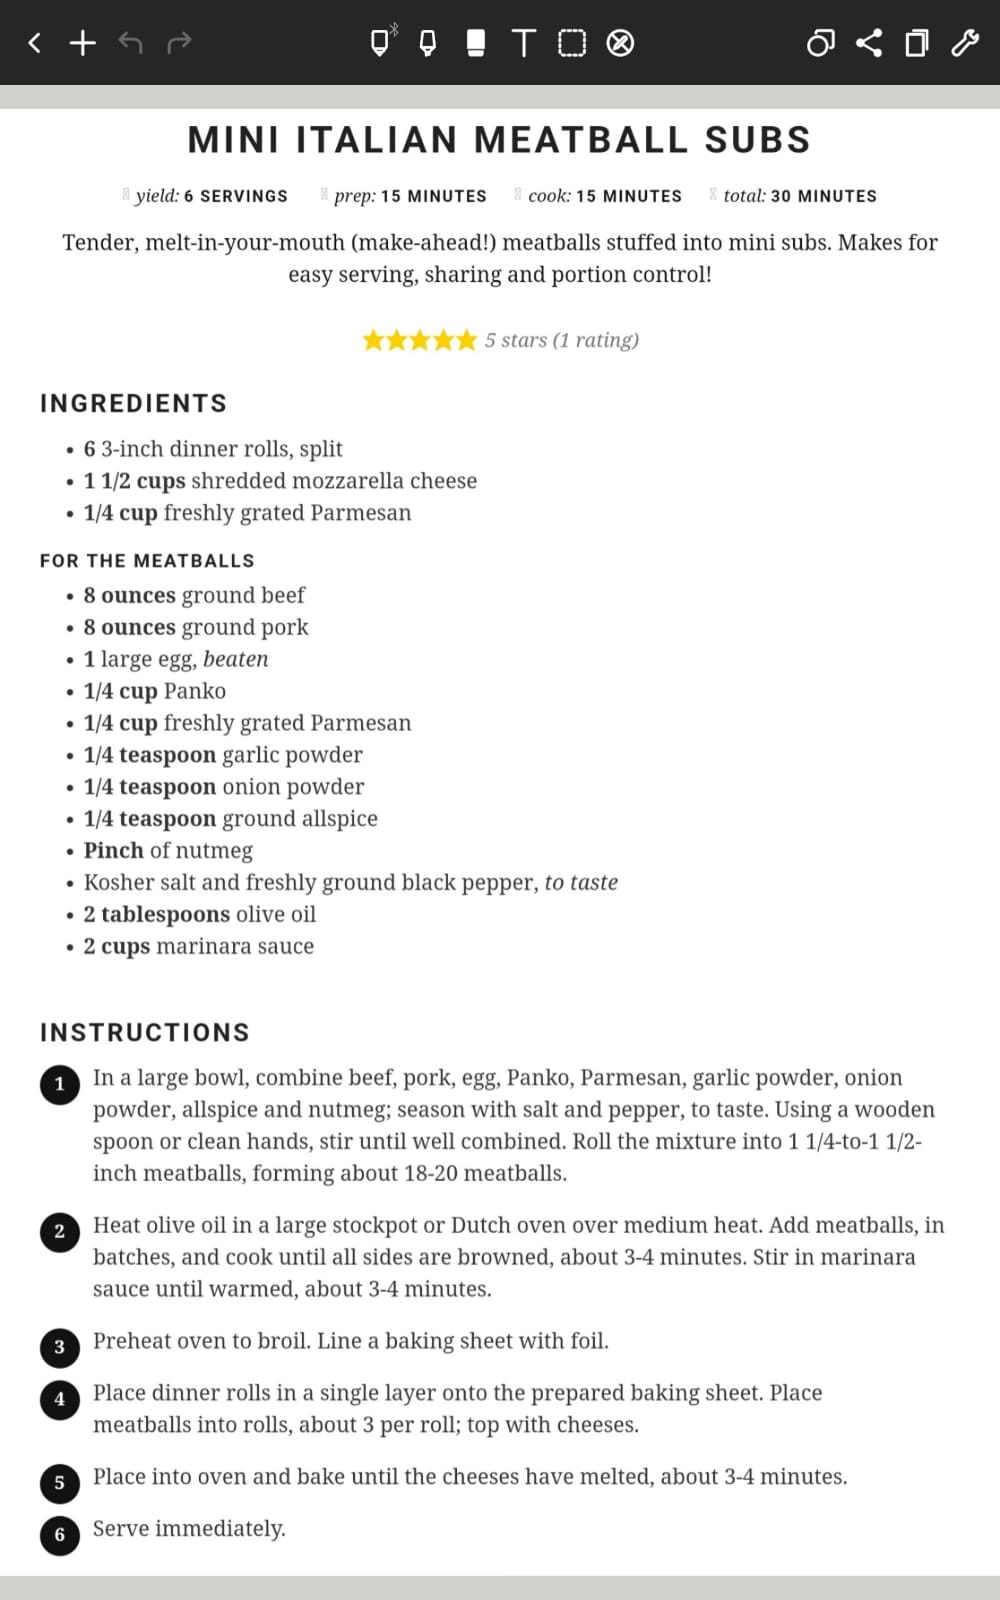 MINI ITALIAN MEATBALL SUBS
yield: 6 SERVINGS prep: 15 MINUTES cook: 15 MINUTES total: 30 MINUTES
Tender, melt-in-your-mouth (make-ahead!) meatballs stuffed into mini subs. Makes for
easy serving, sharing and portion control!
5 stars (1 rating)
INGREDIENTS
• 6 3-inch dinner rolls, split
• 1 1/2 cups shredded mozzarella cheese
• 1/4 cup freshly grated Parmesan
FOR THE MEATBALLS
• 8 ounces ground beef
• 8 ounces ground pork
• 1 large egg, beaten
• 1/4 cup Panko
• 1/4 cup freshly grated Parmesan
• 1/4 teaspoon garlic powder
• 1/4 teaspoon onion powder
• 1/4 teaspoon ground allspice
• Pinch of nutmeg
• Kosher salt and freshly ground black pepper, to taste
• 2 tablespoons olive oil
• 2 cups marinara sauce
INSTRUCTIONS
1 In a large bowl, combine beef, pork, egg, Panko, Parmesan, garlic powder, onion
powder, allspice and nutmeg; season with salt and pepper, to taste. Using a wooden
spoon or clean hands, stir until well combined. Roll the mixture into 1 1/4-to-1 1/2-
inch meatballs, forming about 18-20 meatballs.
2 Heat olive oil in a large stockpot or Dutch oven over medium heat. Add meatballs, in
batches, and cook until all sides are browned, about 3-4 minutes. Stir in marinara
sauce until warmed, about 3-4 minutes.
3 Preheat oven to broil. Line a baking sheet with foil.
4 Place dinner rolls in a single layer onto the prepared baking sheet. Place
meatballs into rolls, about 3 per roll; top with cheeses.
5 Place into oven and bake until the cheeses have melted, about 3-4 minutes.
6 Serve immediately.